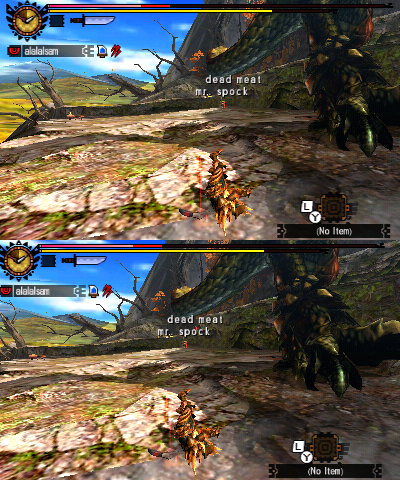 alalalsam
dead meat
mr. spock
L
Y
(No Item)
alalalsam
dead meat
mr. spock
L
Y
(No Item)